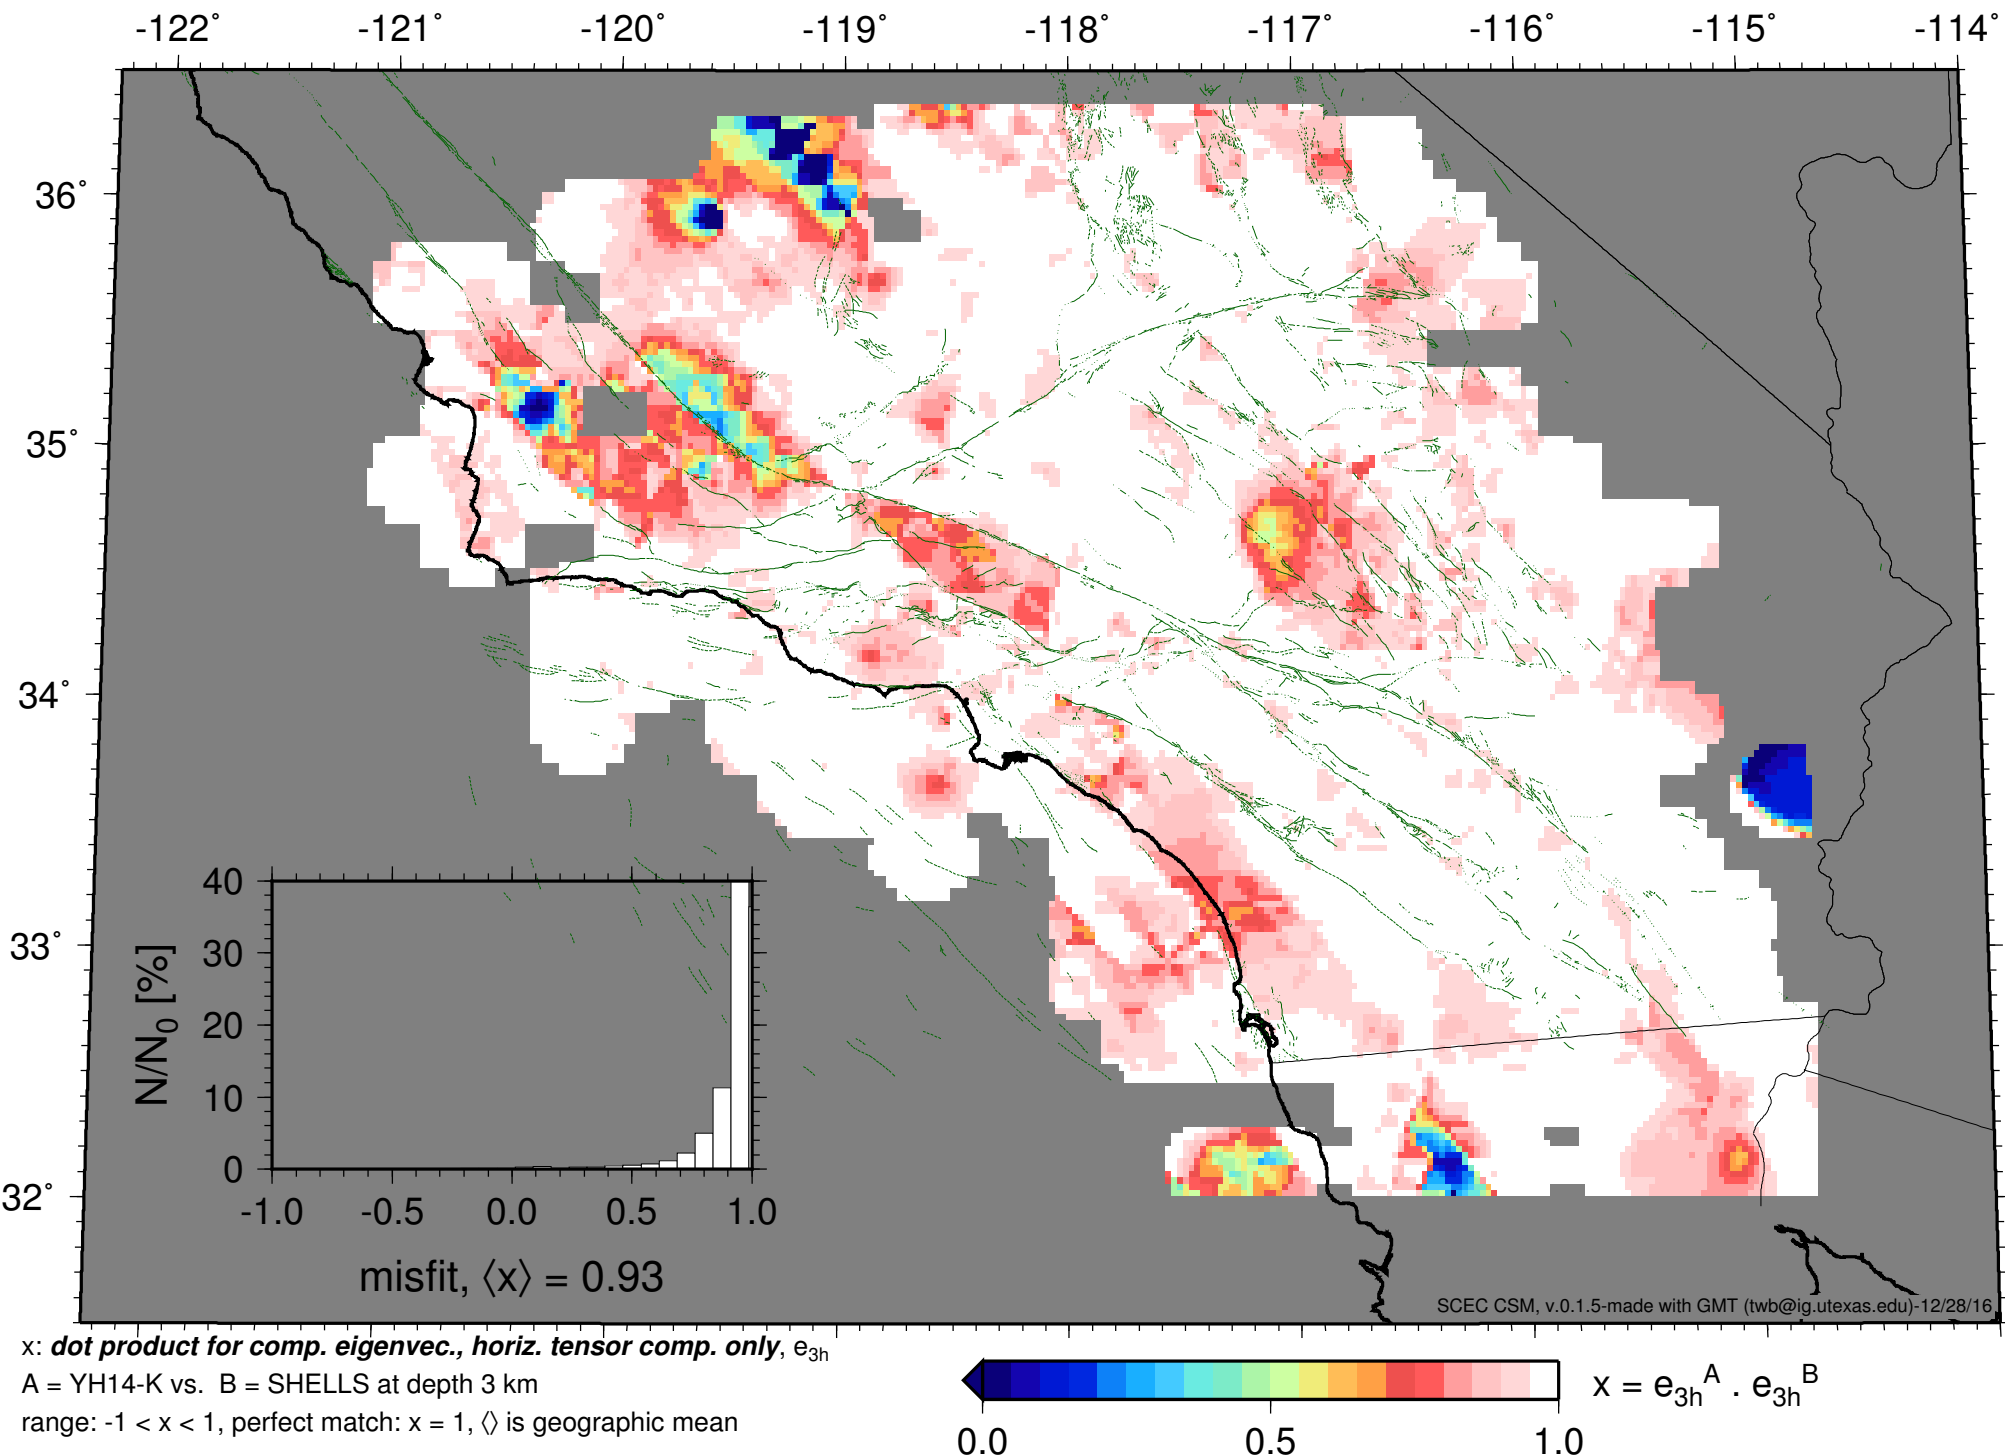 -122˚ -121˚ -120˚ -119˚ -118˚ -117˚ -116˚ -115˚ -114˚
36˚
35˚
34˚
33˚
32˚
40
30
20
10
0
N/N0 [%]
-1.0 -0.5 0.0 0.5 1.0
misfit, ⟨x⟩ = 0.93
SCEC CSM, v.0.1.5-made with GMT (twb@ig.utexas.edu)-12/28/16
x: dot product for comp. eigenvec., horiz. tensor comp. only, e3h
A = YH14-K vs. B = SHELLS at depth 3 km
range: -1 < x < 1, perfect match: x = 1, ⟨⟩ is geographic mean
x = e3h^A . e3h^B
0.0 0.5 1.0